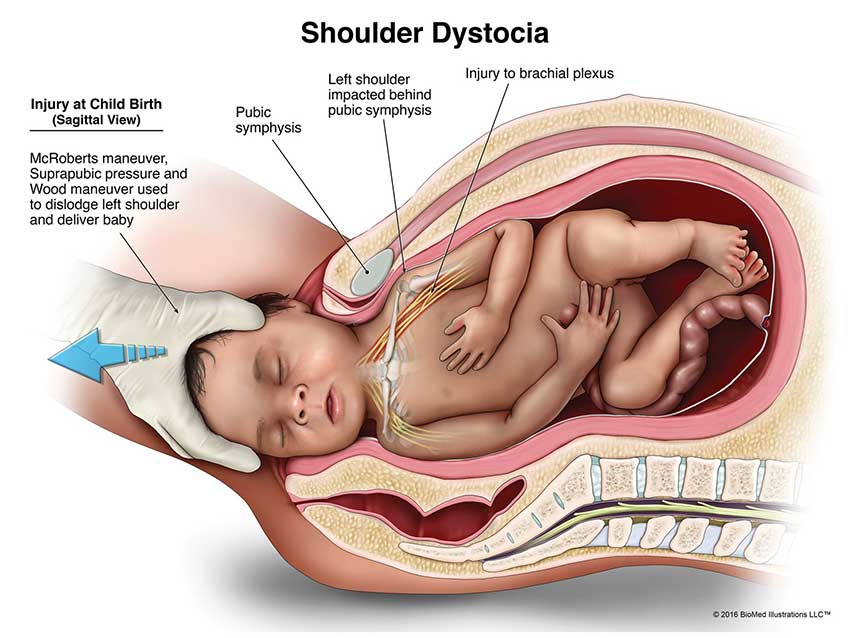 Shoulder Dystocia
Injury at Child Birth
(Sagittal View)
McRoberts maneuver,
Suprapubic pressure and
Wood maneuver used
to dislodge left shoulder
and deliver baby
Pubic
symphysis
Left shoulder
impacted behind
pubic symphysis
Injury to brachial plexus
© 2016 BioMed Illustrations LLC™